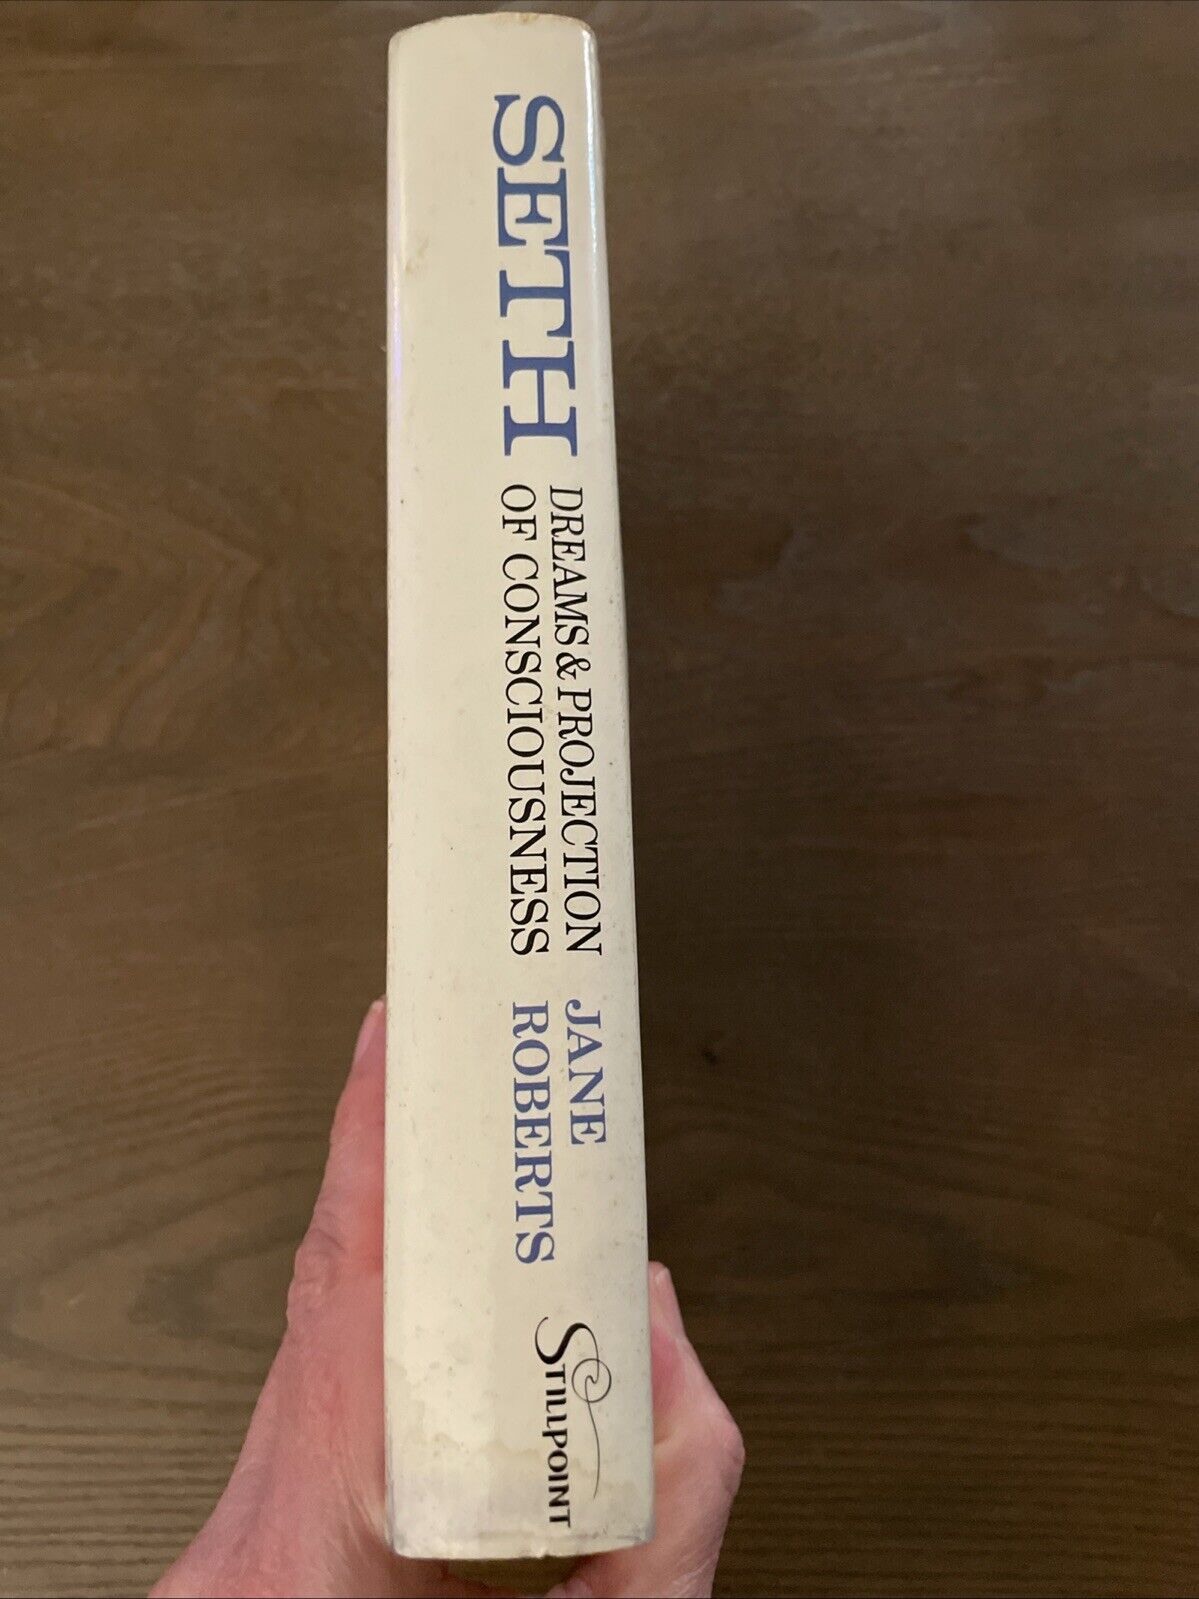 SETH
DREAMS & PROJECTION
OF CONSCIOUSNESS
JANE
ROBERTS
STILLPOINT